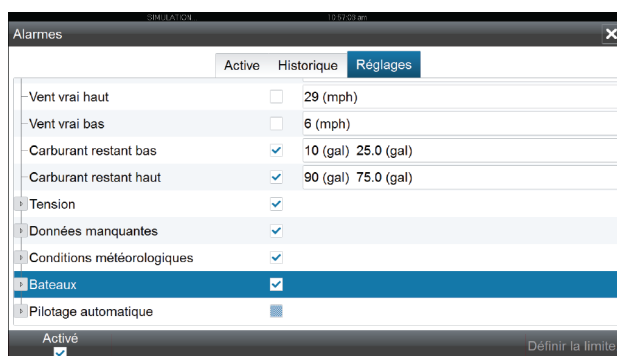 SIMULATION... 10:57:03 am
Alarmes
Active Historique Réglages
Vent vrai haut 29 (mph)
Vent vrai bas 6 (mph)
Carburant restant bas 10 (gal) 25.0 (gal)
Carburant restant haut 90 (gal) 75.0 (gal)
Tension
Données manquantes
Conditions météorologiques
Bateaux
Pilotage automatique
Activé
Définir la limite